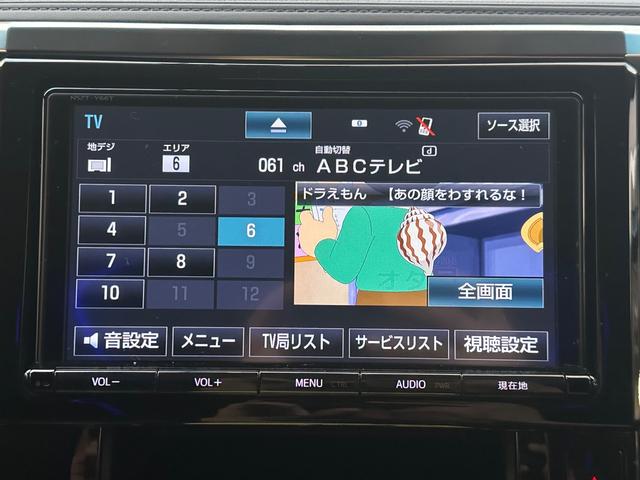 NSZT-Y66T
TV
ソース選択
地デジ
エリア
6
自動切替
d
061 ch ABCテレビ
1 2 3
4 5 6
7 8 9
10 11 12
ドラえもん 【あの顔をわすれるな!
全画面
音設定
メニュー
TV局リスト
サービスリスト
視聴設定
VOL−
VOL+
MENU CTRL
AUDIO PWR
現在地